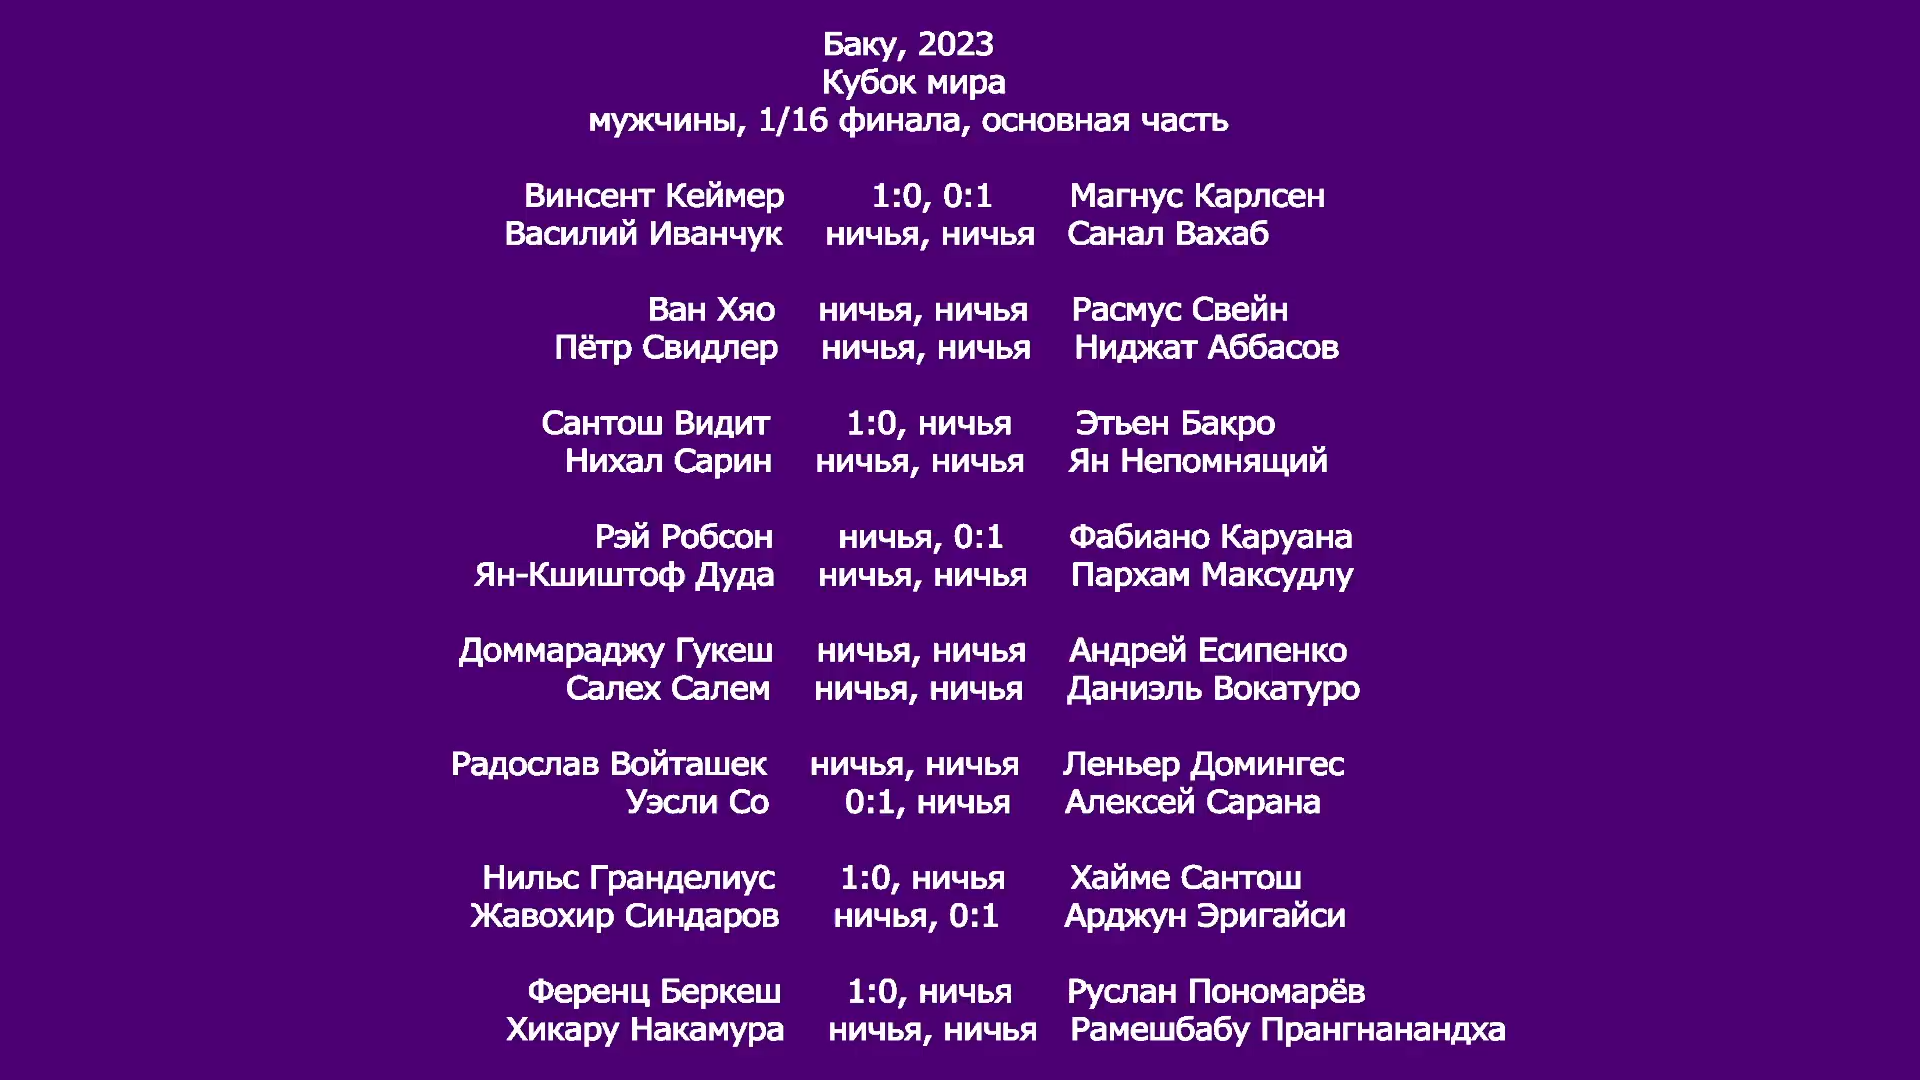 Баку, 2023
Кубок мира
мужчины, 1/16 финала, основная часть
Винсент Кеймер 1:0, 0:1 Магнус Карлсен
Василий Иванчук ничья, ничья Санал Вахаб
Ван Хяо ничья, ничья Расмус Свейн
Пётр Свидлер ничья, ничья Ниджат Аббасов
Сантош Видит 1:0, ничья Этьен Бакро
Нихал Сарин ничья, ничья Ян Непомнящий
Рэй Робсон ничья, 0:1 Фабиано Каруана
Ян-Кшиштоф Дуда ничья, ничья Пархам Максудлу
Доммараджу Гукеш ничья, ничья Андрей Есипенко
Салех Салем ничья, ничья Даниэль Вокатуро
Радослав Войташек ничья, ничья Леньер Домингес
Уэсли Со 0:1, ничья Алексей Сарана
Нильс Гранделиус 1:0, ничья Хайме Сантош
Жавохир Синдаров ничья, 0:1 Арджун Эригайси
Ференц Беркеш 1:0, ничья Руслан Пономарёв
Хикару Накамура ничья, ничья Рамешбабу Прангнанандха